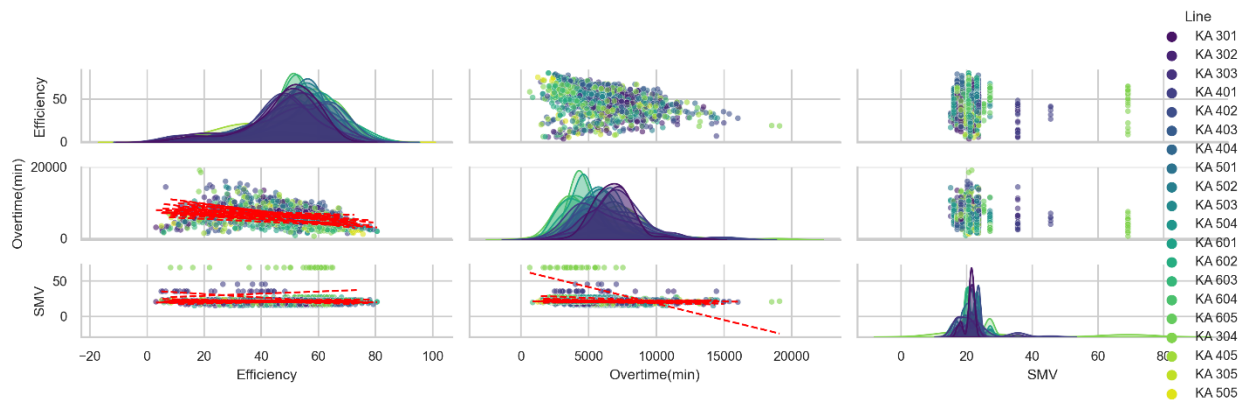 Line
KA 301
KA 302
KA 303
KA 401
KA 402
KA 403
KA 404
KA 501
KA 502
KA 503
KA 504
KA 601
KA 602
KA 603
KA 604
KA 605
KA 304
KA 405
KA 305
KA 505
Efficiency
50
0
Overtime(min)
20000
0
SMV
50
0
−20 0 20 40 60 80 100
Efficiency
0 5000 10000 15000 20000
Overtime(min)
0 20 40 60 80
SMV